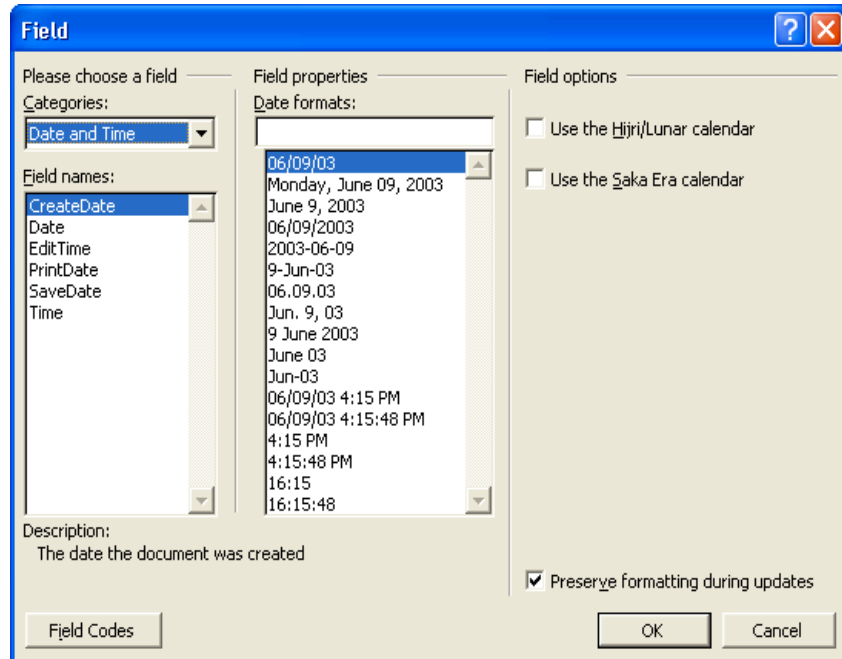 Field
Please choose a field
Categories:
Date and Time
Field names:
CreateDate
Date
EditTime
PrintDate
SaveDate
Time
Field properties
Date formats:
06/09/03
Monday, June 09, 2003
June 9, 2003
06/09/2003
2003-06-09
9-Jun-03
06.09.03
Jun. 9, 03
9 June 2003
June 03
Jun-03
06/09/03 4:15 PM
06/09/03 4:15:48 PM
4:15 PM
4:15:48 PM
16:15
16:15:48
Field options
Use the Hijri/Lunar calendar
Use the Saka Era calendar
Preserve formatting during updates
Description:
The date the document was created
Field Codes
OK
Cancel